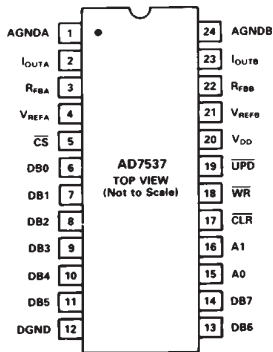 AGNDA 1 24 AGNDB
IOUTA 2 23 IOUTB
RFBA 3 22 RFBB
VREFA 4 21 VREFB
CS 5 20 VDD
DB0 6 AD7537 19 UPD
DB1 7 TOP VIEW 18 WR
DB2 8 (Not to Scale) 17 CLR
DB3 9 16 A1
DB4 10 15 A0
DB5 11 14 DB7
DGND 12 13 DB6